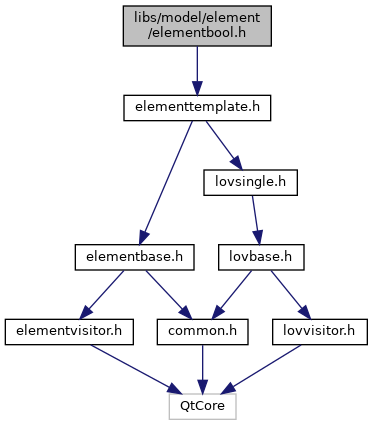 libs/model/element
/elementbool.h
elementtemplate.h
lovsingle.h
elementbase.h
lovbase.h
elementvisitor.h
common.h
lovvisitor.h
QtCore